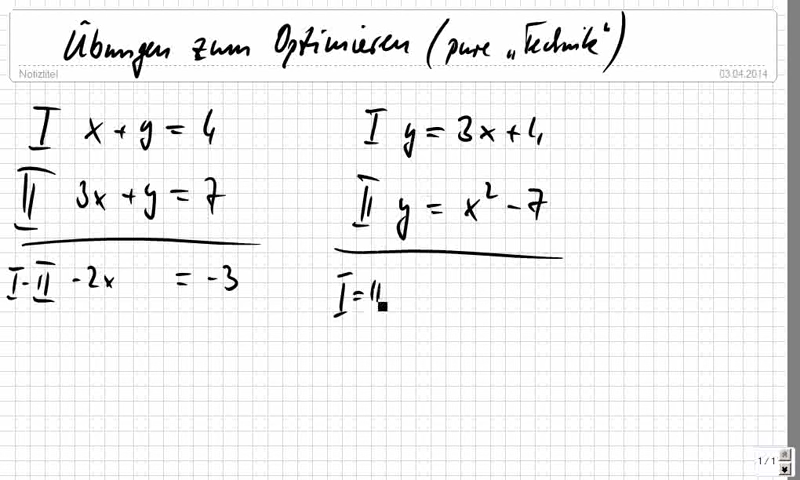 Übungen zum Optimieren (pure „Technik“)
Notiztitel
03.04.2014
I x + y = 4
II 3x + y = 7
I-II -2x = -3
I y = 3x + 4
II y = x² - 7
I = II
1 / 1